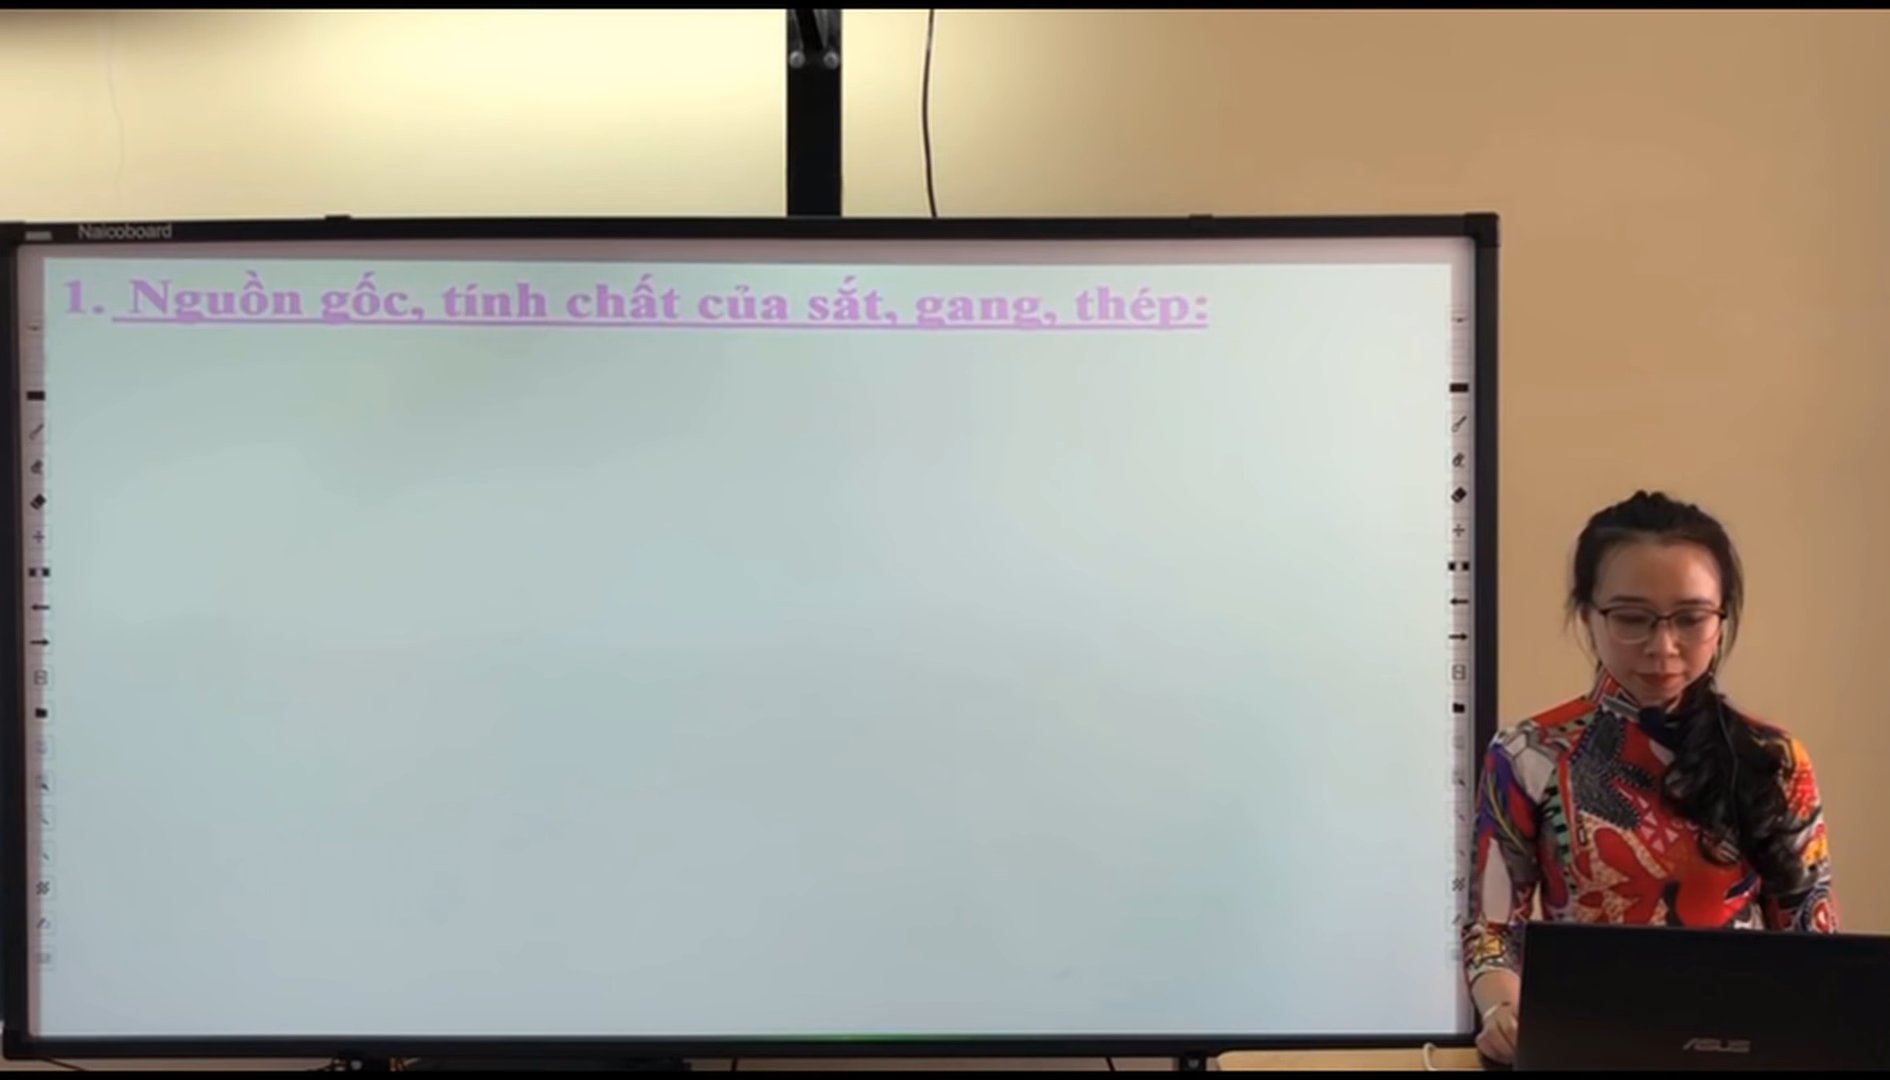 Naicoboard
1. Nguồn gốc, tính chất của sắt, gang, thép:
ASUS